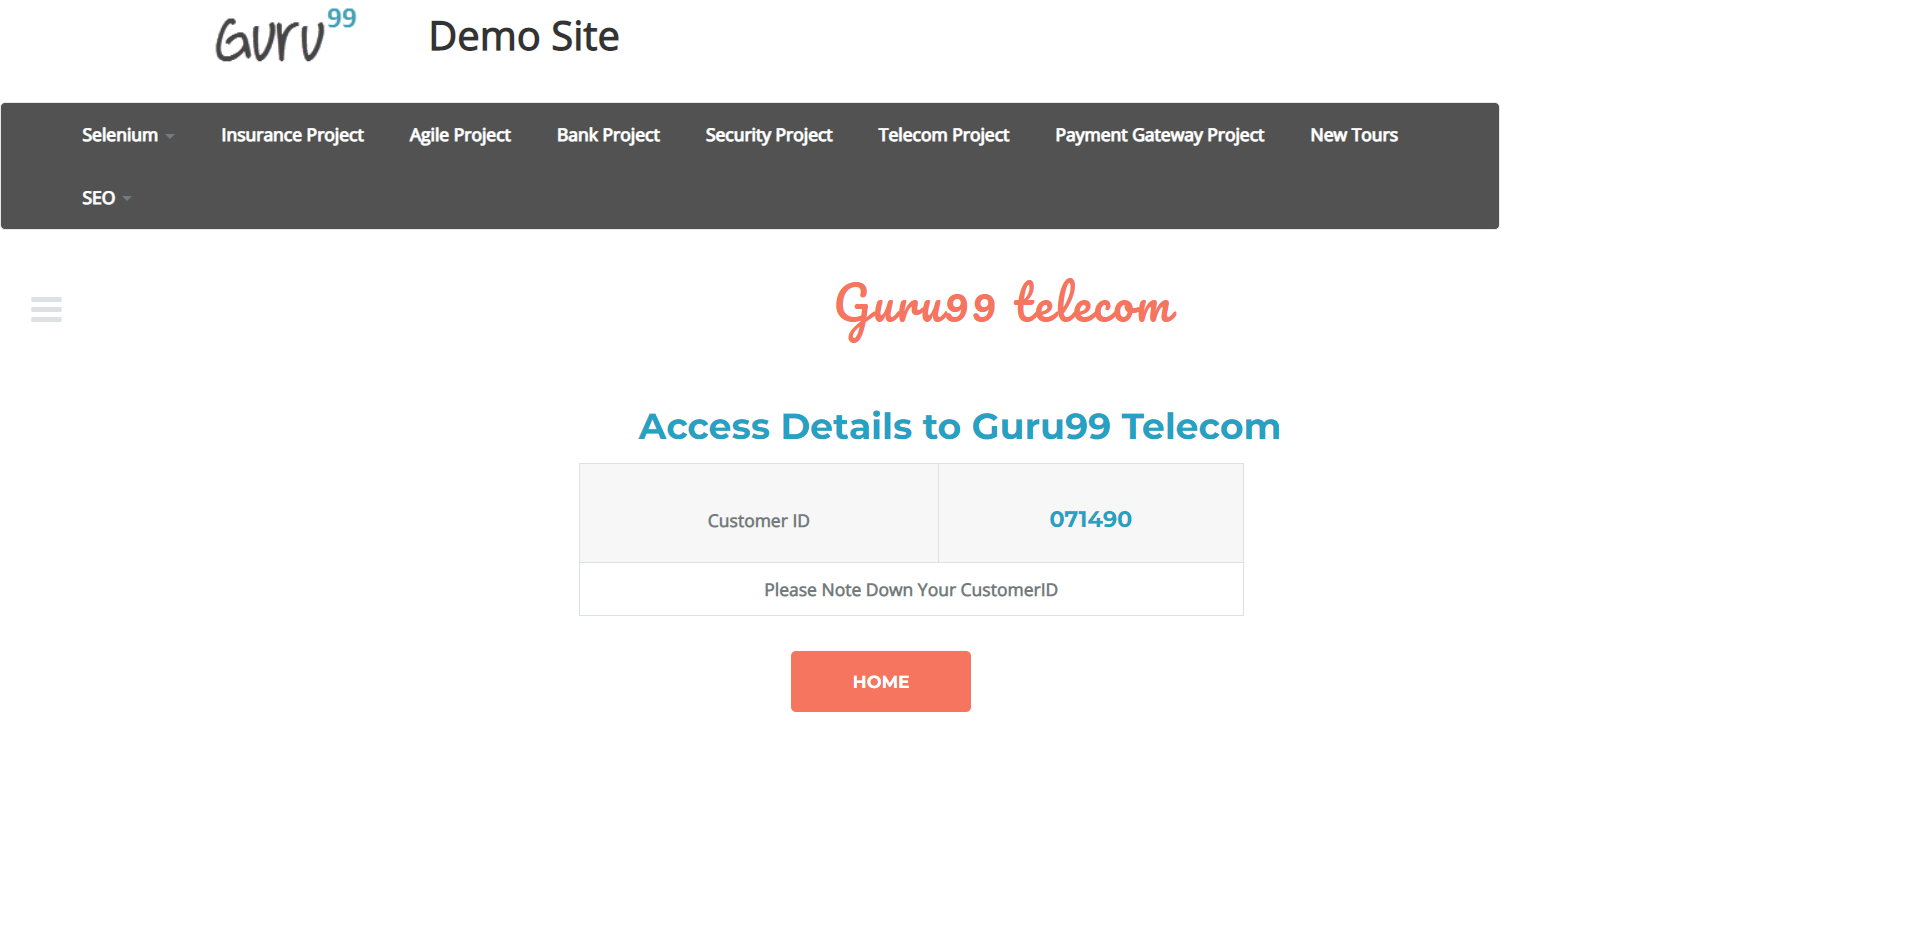 Guru99 Demo Site
Selenium Insurance Project Agile Project Bank Project Security Project Telecom Project Payment Gateway Project New Tours
SEO
Guru99 telecom
Access Details to Guru99 Telecom
Customer ID 071490
Please Note Down Your CustomerID
HOME